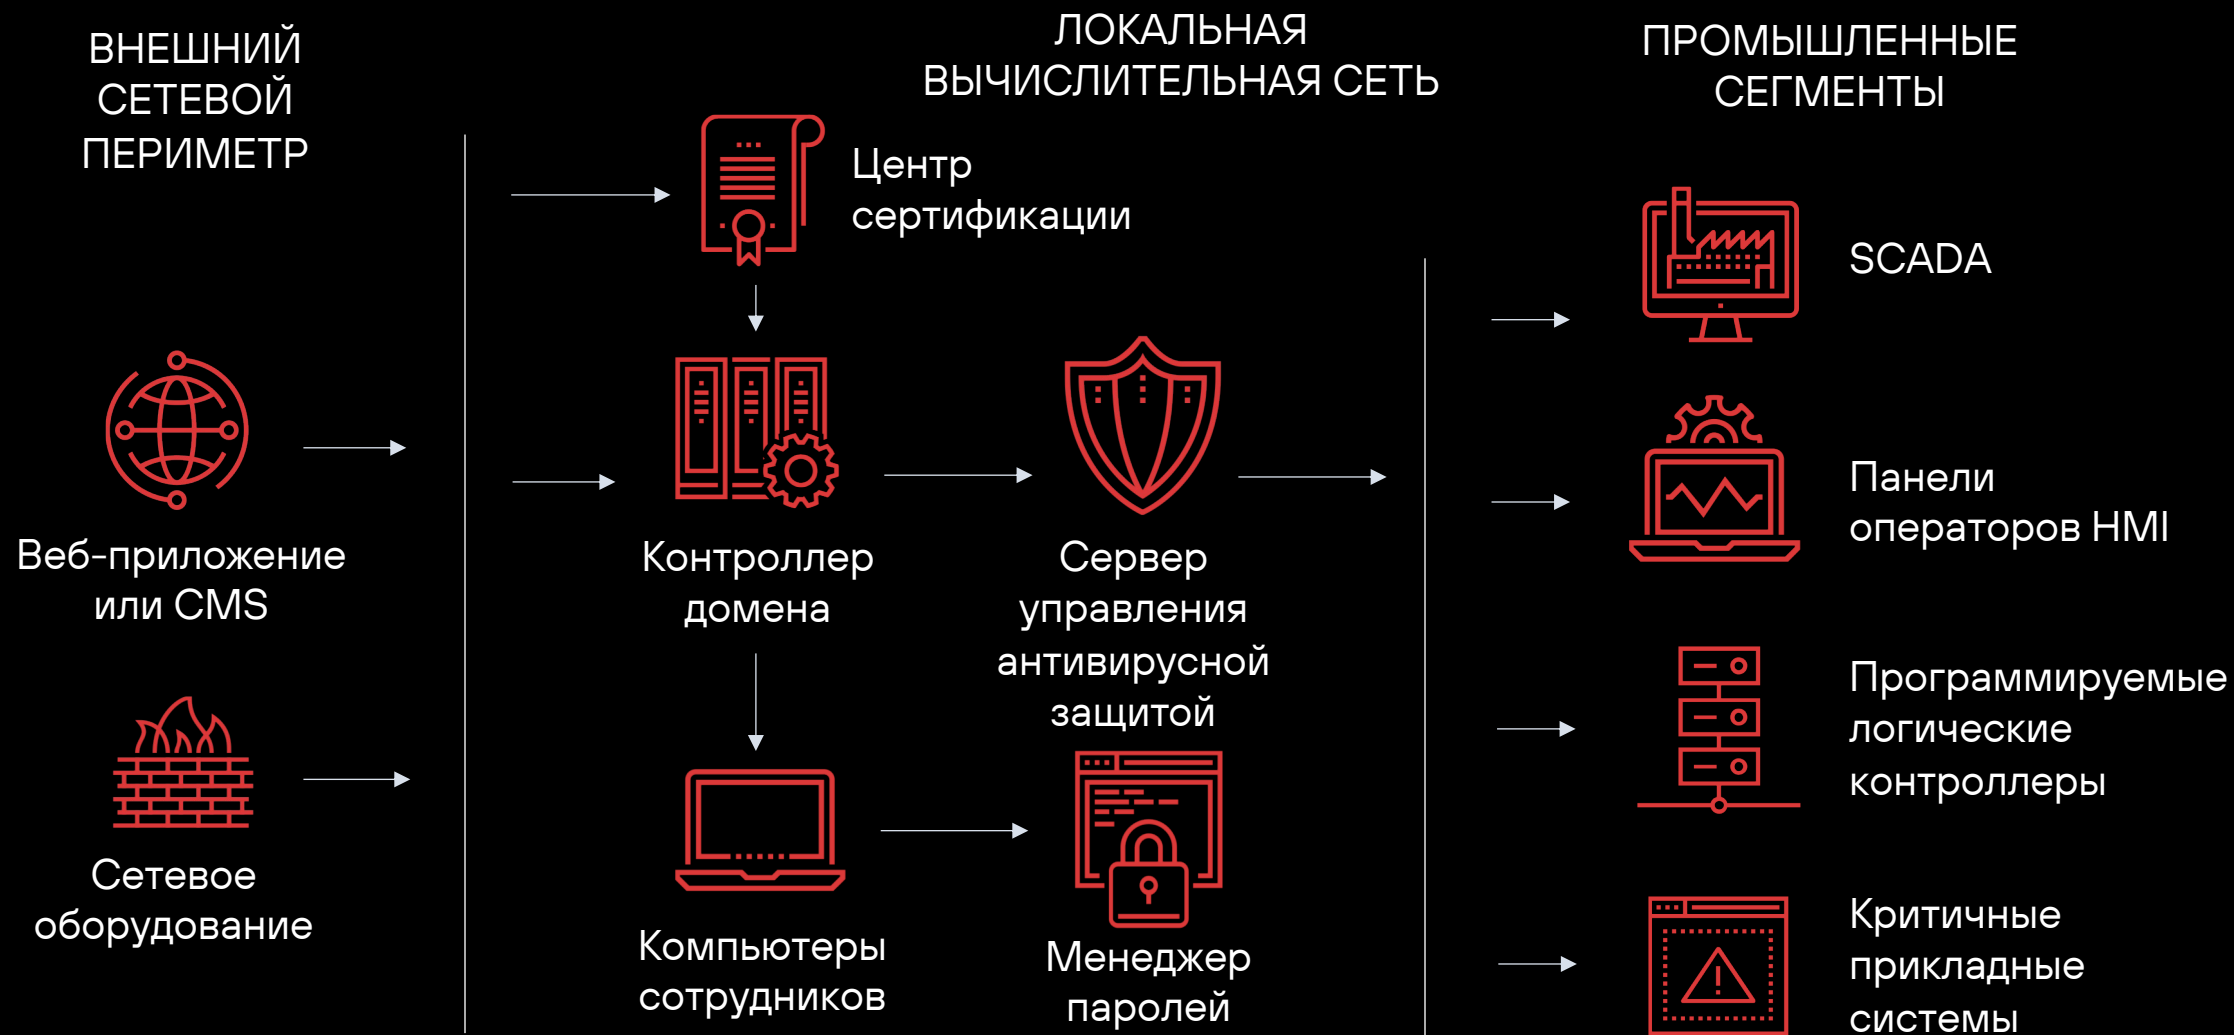 ВНЕШНИЙ
СЕТЕВОЙ
ПЕРИМЕТР
Веб-приложение
или CMS
Сетевое
оборудование
ЛОКАЛЬНАЯ
ВЫЧИСЛИТЕЛЬНАЯ СЕТЬ
Центр
сертификации
Контроллер
домена
Сервер
управления
антивирусной
защитой
Компьютеры
сотрудников
Менеджер
паролей
ПРОМЫШЛЕННЫЕ
СЕГМЕНТЫ
SCADA
Панели
операторов HMI
Программируемые
логические
контроллеры
Критичные
прикладные
системы